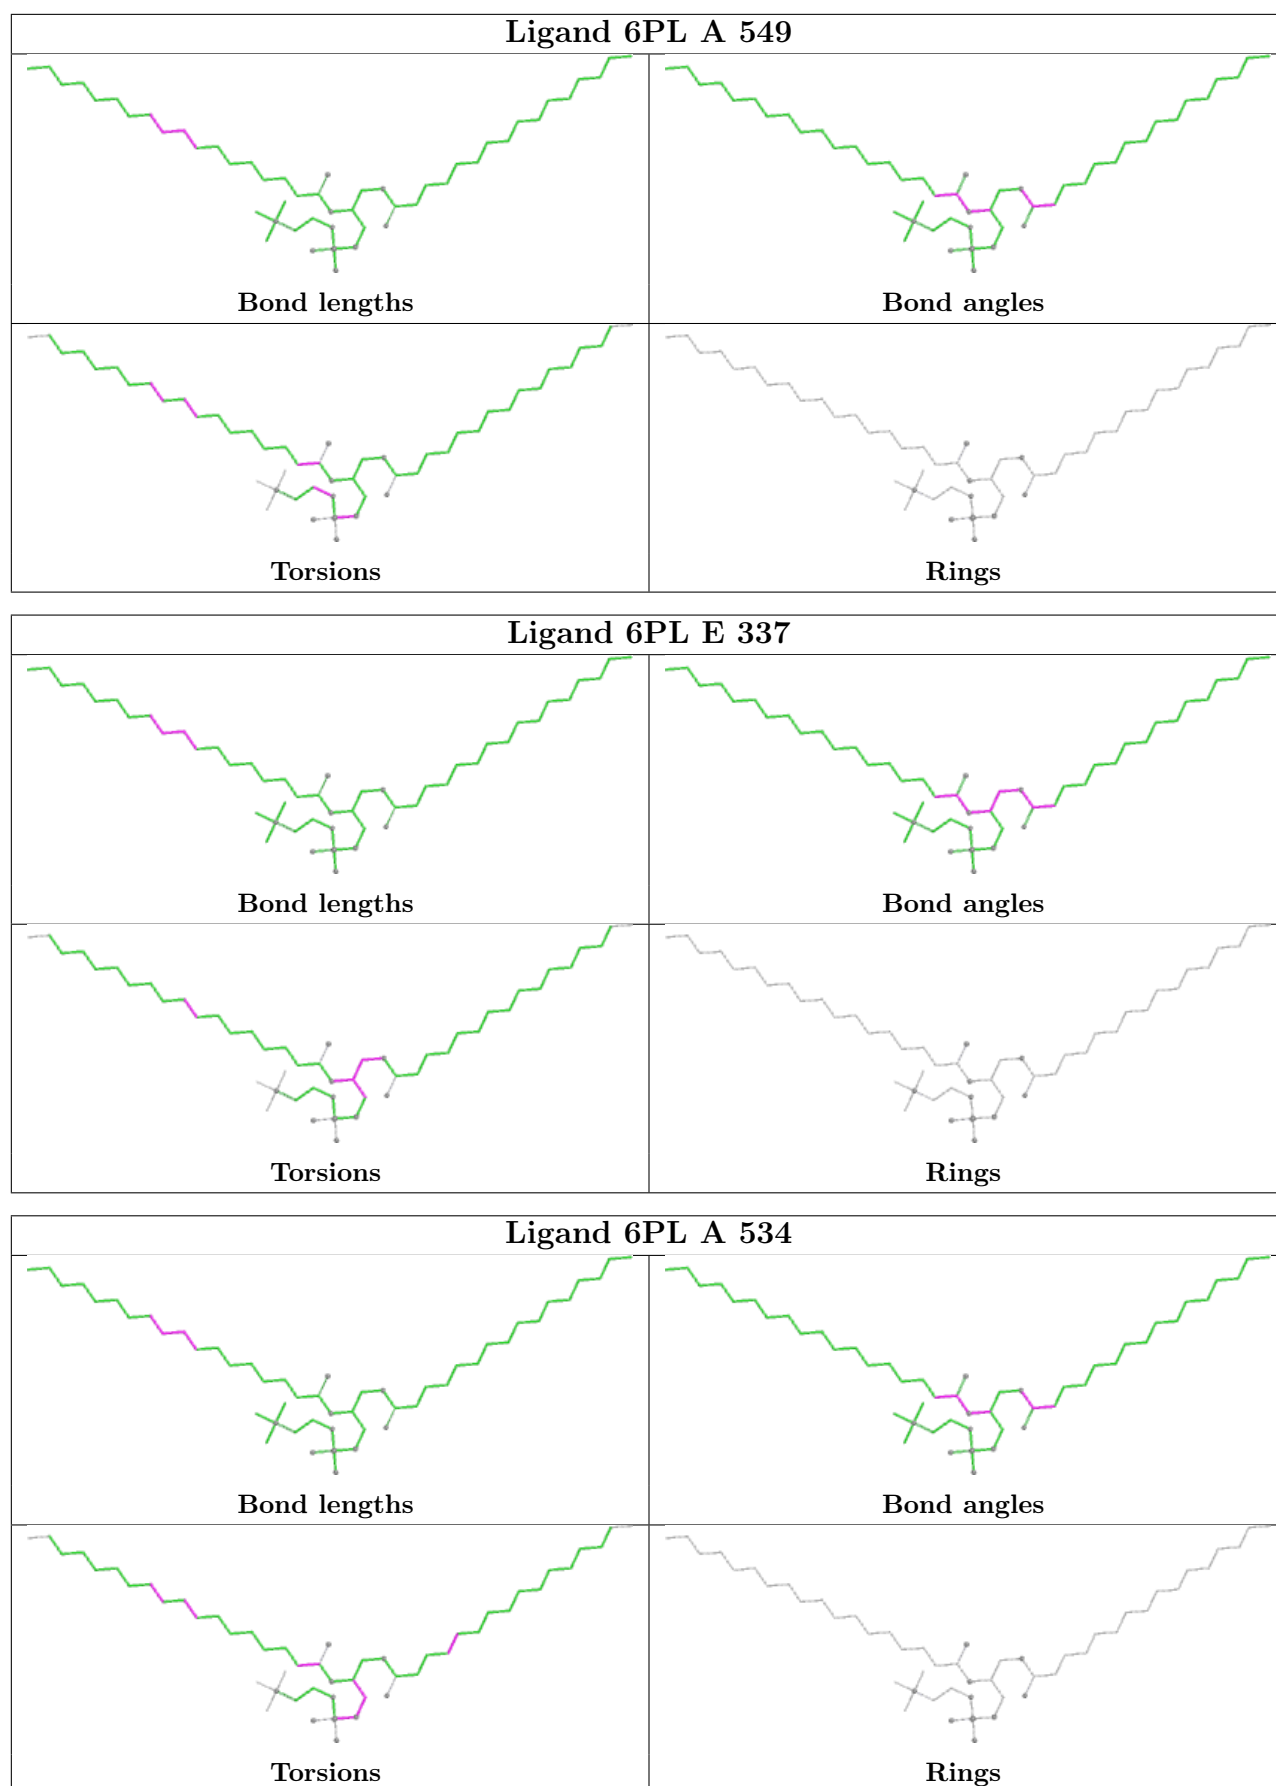 Ligand 6PL A 549
Bond lengths
Bond angles
Torsions
Rings
Ligand 6PL E 337
Bond lengths
Bond angles
Torsions
Rings
Ligand 6PL A 534
Bond lengths
Bond angles
Torsions
Rings